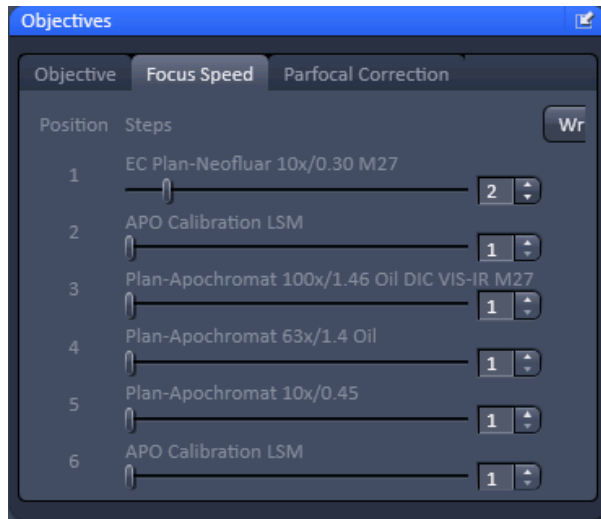 Objectives
Objective Focus Speed Parfocal Correction
Position Steps Wr
EC Plan-Neofluar 10x/0.30 M27
1 2
APO Calibration LSM
2 1
Plan-Apochromat 100x/1.46 Oil DIC VIS-IR M27
3 1
Plan-Apochromat 63x/1.4 Oil
4 1
Plan-Apochromat 10x/0.45
5 1
APO Calibration LSM
6 1